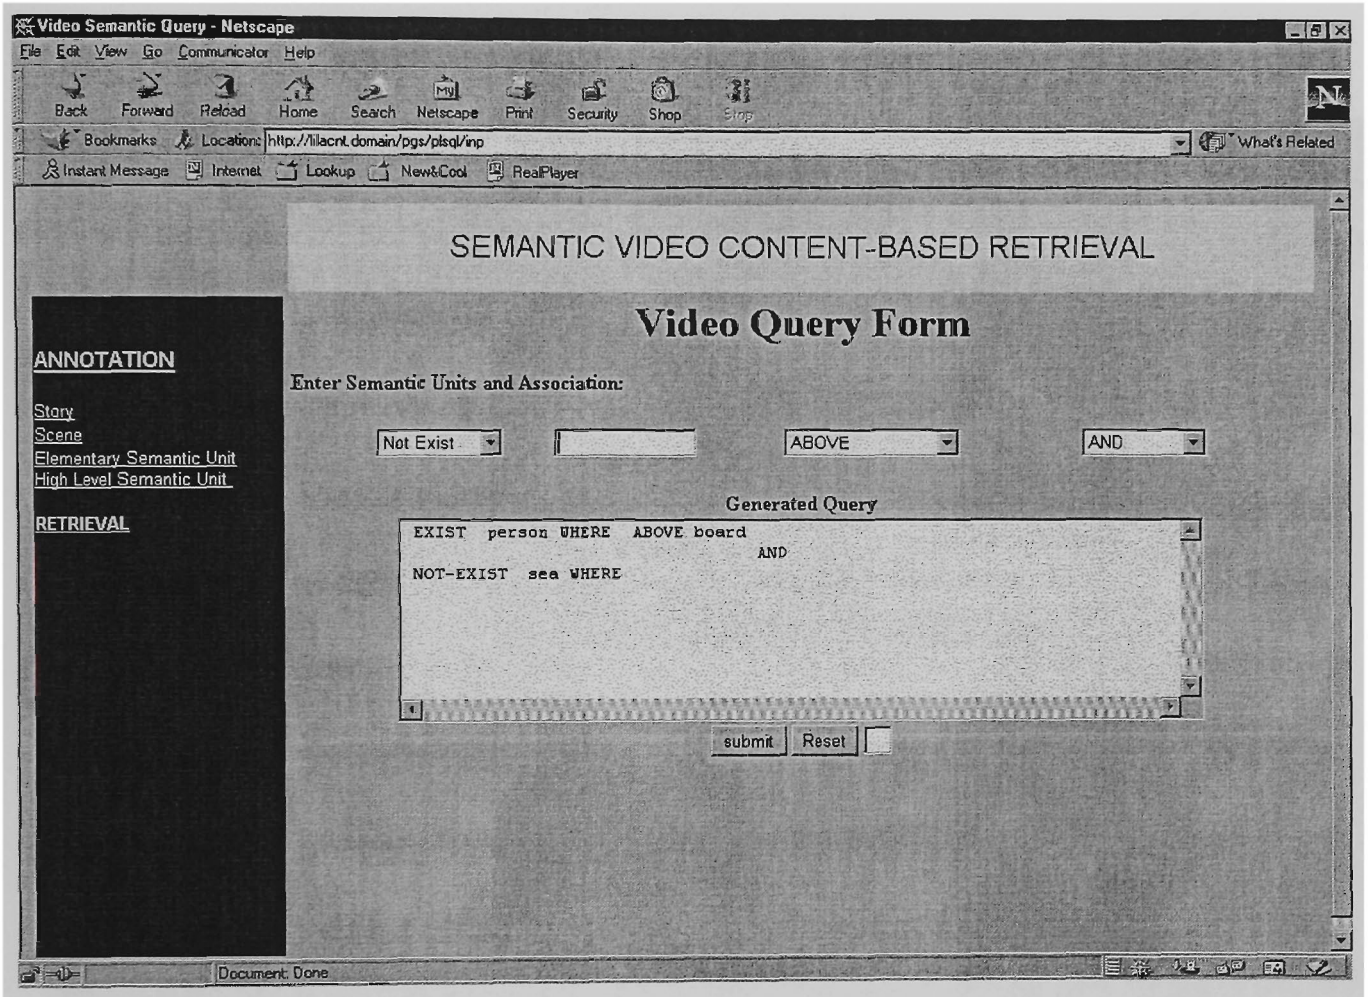 Video Semantic Query - Netscape
File Edit View Go Communicator Help
Back Forward Reload Home Search Netscape Print Security Shop Stop
My
N
Bookmarks Location: http://lilacnt.domain/pgs/plsql/inp What's Related
Instant Message Internet Lookup New&Cool RealPlayer
SEMANTIC VIDEO CONTENT-BASED RETRIEVAL
Video Query Form
ANNOTATION
Enter Semantic Units and Association:
Story
Scene
Elementary Semantic Unit
High Level Semantic Unit
RETRIEVAL
Not Exist ABOVE AND
Generated Query
EXIST person WHERE ABOVE board
AND
NOT-EXIST sea WHERE
submit Reset
Document: Done